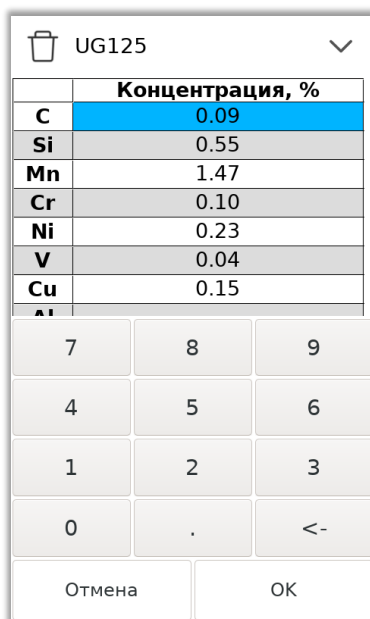 UG125
Концентрация, %
C 0.09
Si 0.55
Mn 1.47
Cr 0.10
Ni 0.23
V 0.04
Cu 0.15
Al
7 8 9
4 5 6
1 2 3
0 . <-
Отмена OK